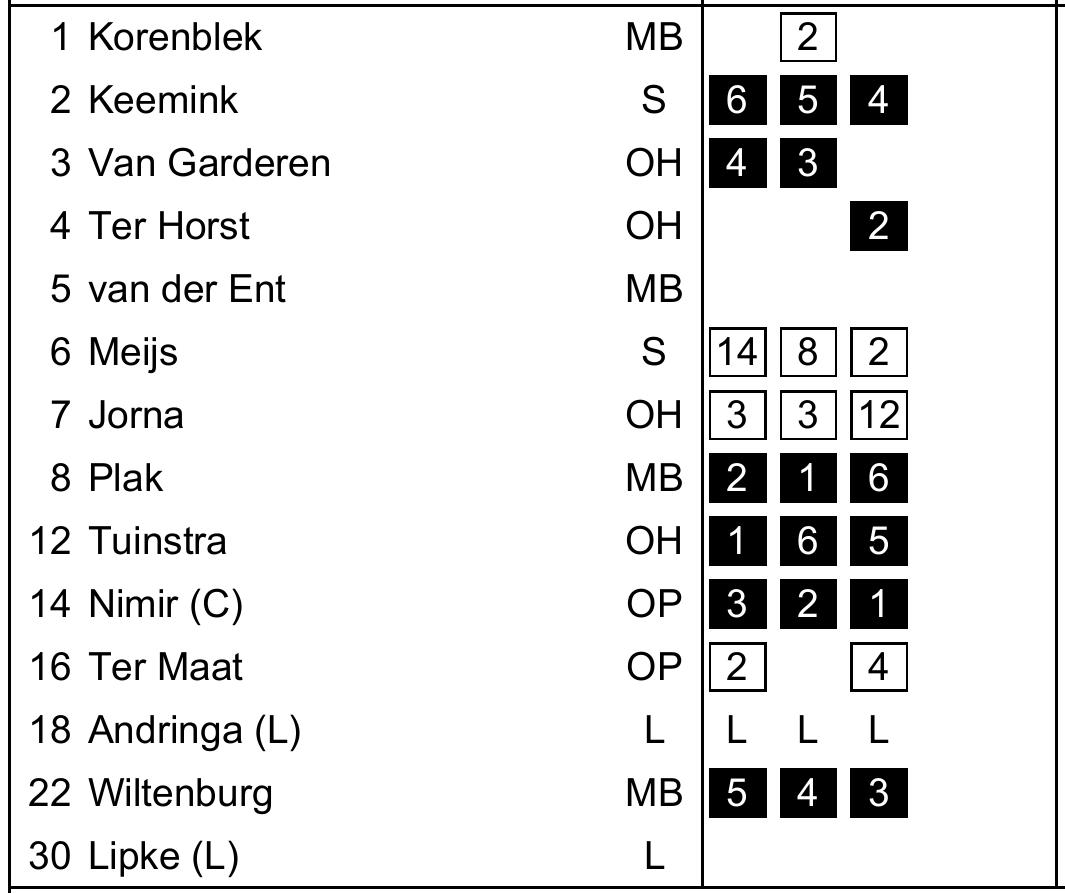 1 Korenblek MB 2
2 Keemink S 6 5 4
3 Van Garderen OH 4 3
4 Ter Horst OH 2
5 van der Ent MB
6 Meijs S 14 8 2
7 Jorna OH 3 3 12
8 Plak MB 2 1 6
12 Tuinstra OH 1 6 5
14 Nimir (C) OP 3 2 1
16 Ter Maat OP 2 4
18 Andringa (L) L L L L
22 Wiltenburg MB 5 4 3
30 Lipke (L) L